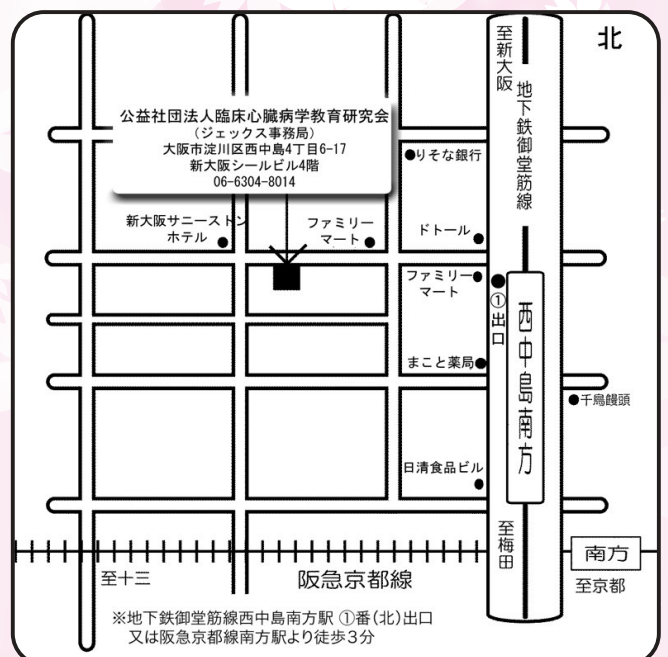 北
至新大阪
地下鉄御堂筋線
公益社団法人臨床心臓病学教育研究会
(ジェックス事務局)
大阪市淀川区西中島4丁目6-17
新大阪シールビル4階
06-6304-8014
りそな銀行
新大阪サニーストン
ホテル
ファミリー
マート
ドトール
ファミリー
マート
①出口
西中島南方
まこと薬局
千鳥饅頭
日清食品ビル
至梅田
南方
至十三
阪急京都線
至京都
※地下鉄御堂筋線西中島南方駅 ①番(北)出口
又は阪急京都線南方駅より徒歩3分